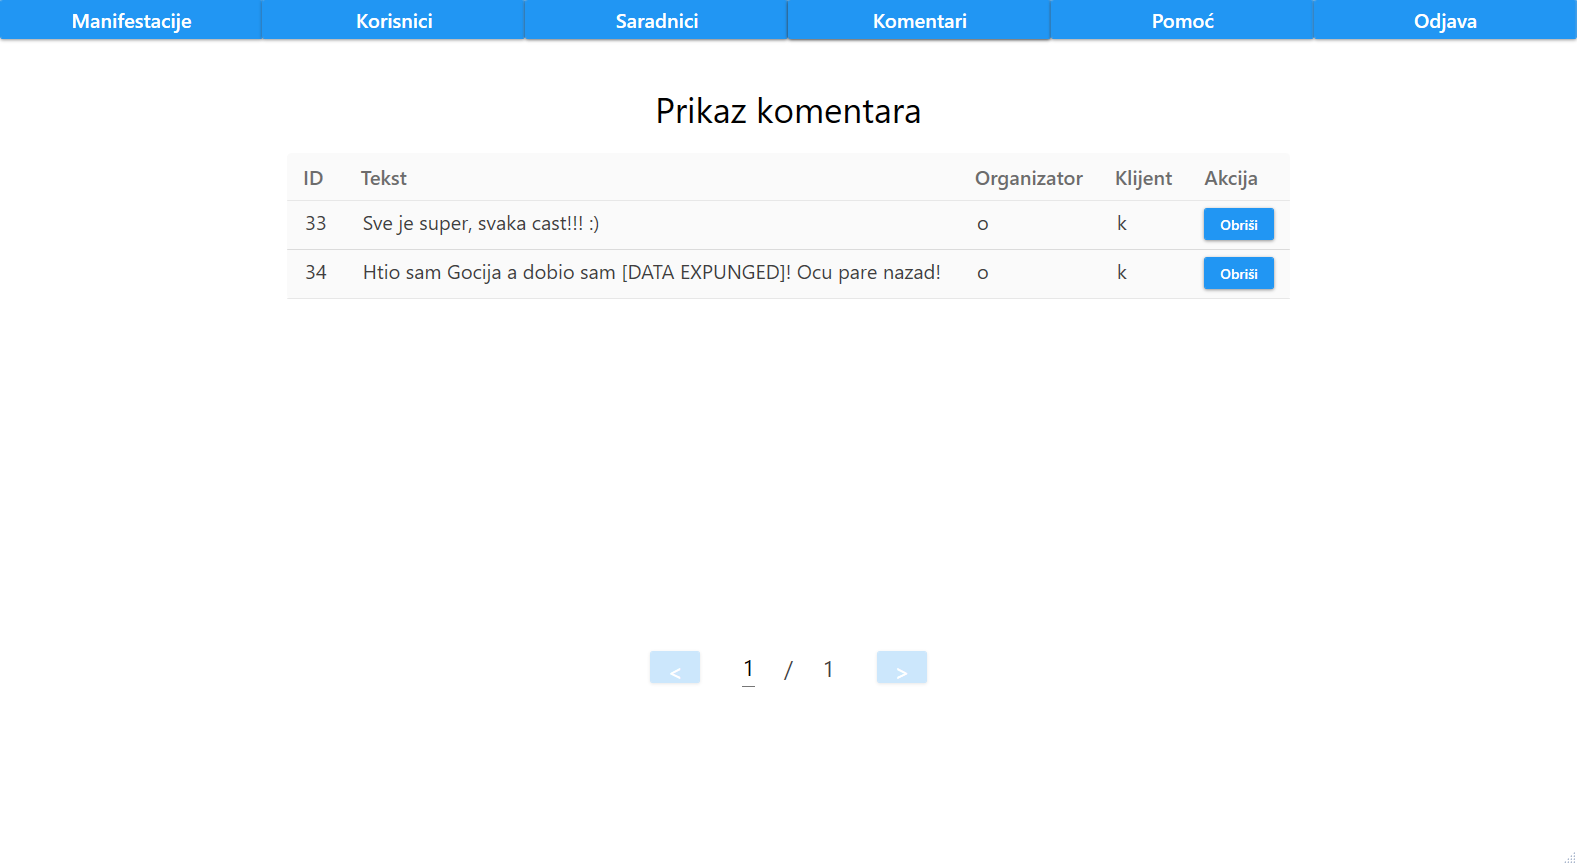 Manifestacije Korisnici Saradnici Komentari Pomoć Odjava
Prikaz komentara
ID Tekst Organizator Klijent Akcija
33 Sve je super, svaka cast!!! :) o k Obriši
34 Htio sam Gocija a dobio sam [DATA EXPUNGED]! Ocu pare nazad! o k Obriši
< 1 / 1 >